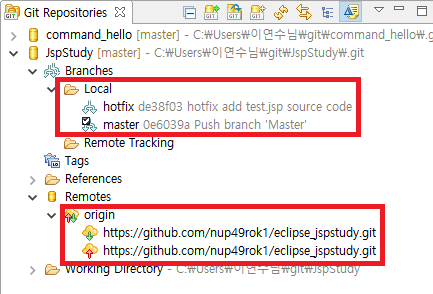 Git Repositories
command_hello [master] - C:₩Users₩이연수님₩git₩command_hello₩.g
JspStudy [master] - C:₩Users₩이연수님₩git₩JspStudy₩.git
Branches
Local
hotfix de38f03 hotfix add test.jsp source code
master 0e6039a Push branch 'Master'
Remote Tracking
Tags
References
Remotes
origin
https://github.com/nup49rok1/eclipse_jspstudy.git
https://github.com/nup49rok1/eclipse_jspstudy.git
Working Directory - C:₩Users₩이연수님₩git₩JspStudy